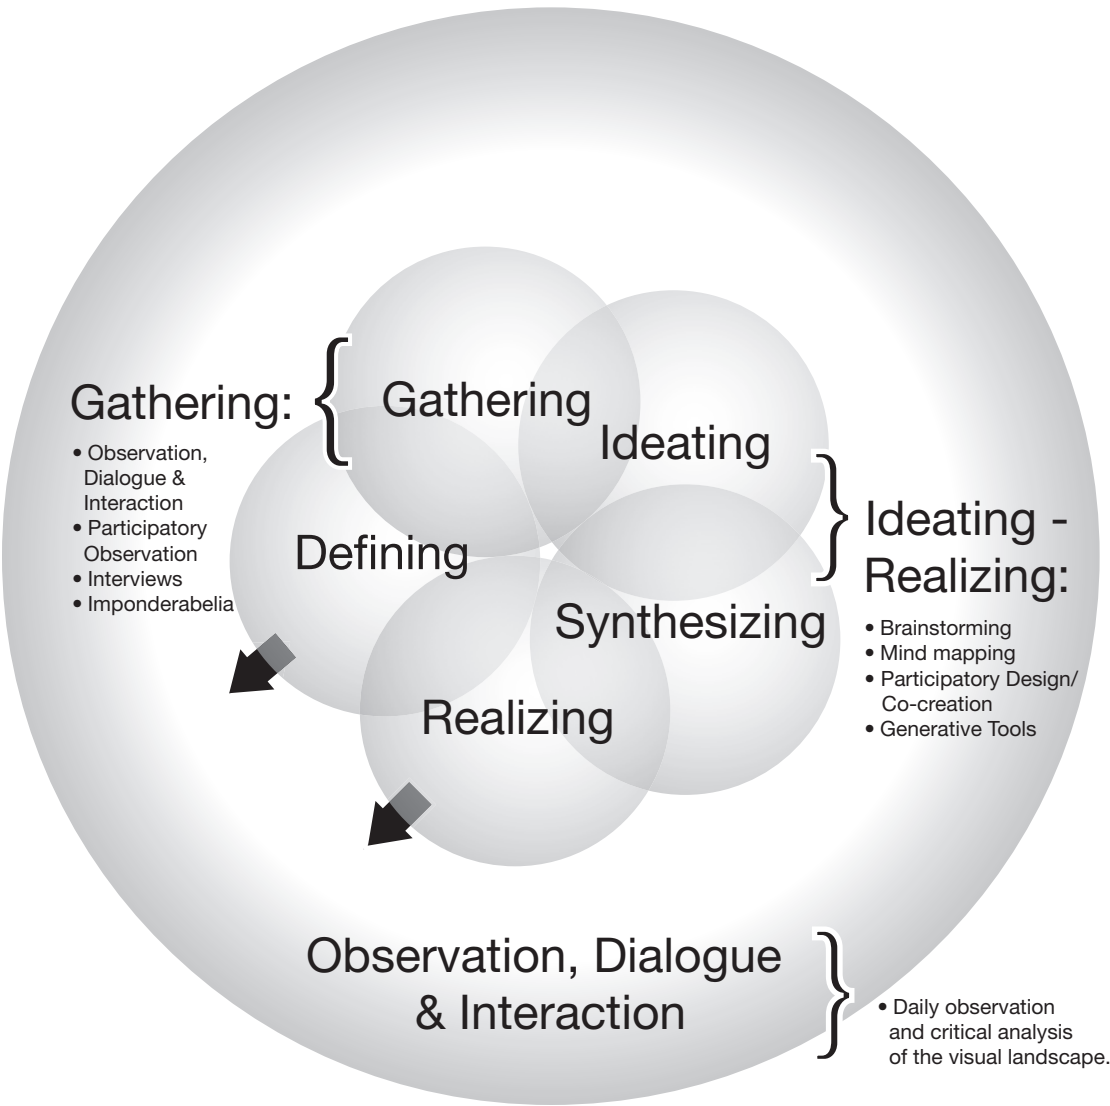 Gathering
Ideating
Defining
Synthesizing
Realizing
Gathering:
• Observation,
Dialogue &
Interaction
• Participatory
Observation
• Interviews
• Imponderabelia
Ideating -
Realizing:
• Brainstorming
• Mind mapping
• Participatory Design/
Co-creation
• Generative Tools
Observation, Dialogue
& Interaction
• Daily observation
and critical analysis
of the visual landscape.